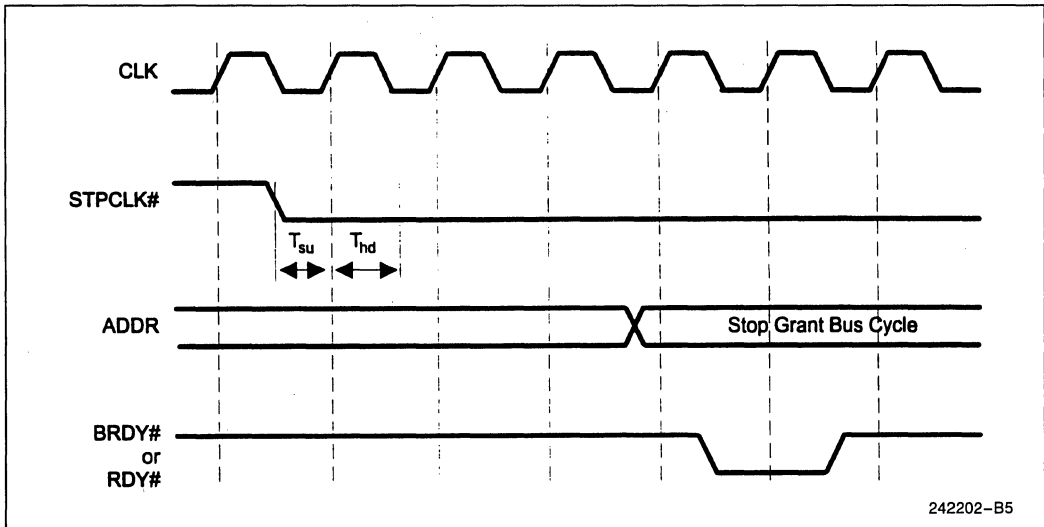 CLK
STPCLK#
Tsu
Thd
ADDR
Stop Grant Bus Cycle
BRDY#
or
RDY#
242202-B5